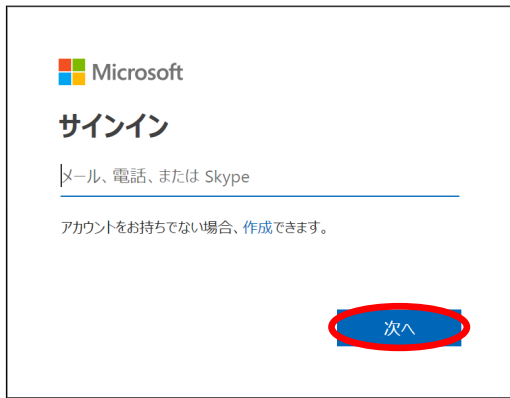 Microsoft
サインイン
メール、電話、または Skype
アカウントをお持ちでない場合、作成できます。
次へ